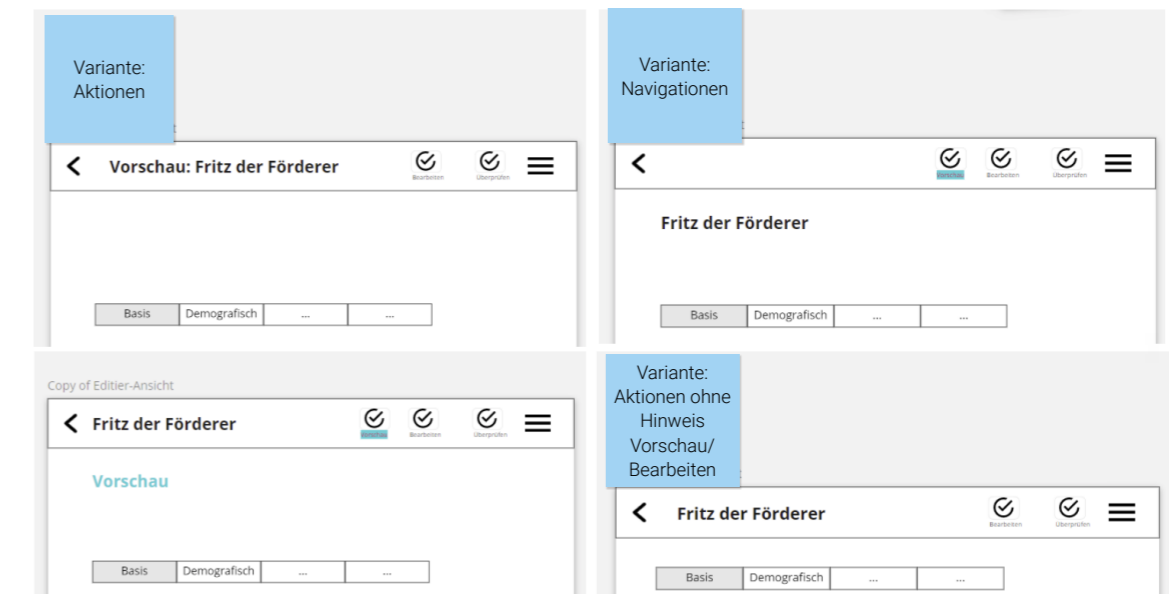 Variante:
Aktionen
Vorschau: Fritz der Förderer
Bearbeiten
Überprüfen
Basis
Demografisch
...
...
Variante:
Navigationen
Vorschau
Bearbeiten
Überprüfen
Fritz der Förderer
Basis
Demografisch
...
...
Copy of Editier-Ansicht
Fritz der Förderer
Vorschau
Bearbeiten
Überprüfen
Vorschau
Basis
Demografisch
...
...
Variante:
Aktionen ohne
Hinweis
Vorschau/
Bearbeiten
Fritz der Förderer
Bearbeiten
Überprüfen
Basis
Demografisch
...
...